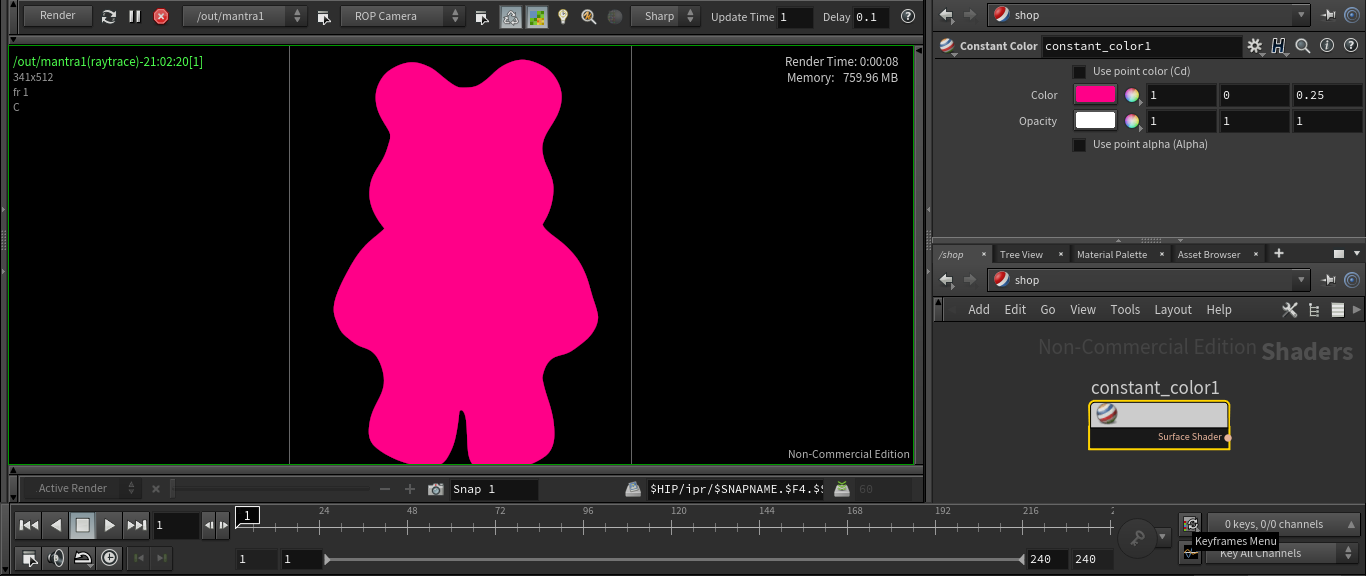 Render /out/mantra1 ROP Camera Sharp Update Time 1 Delay 0.1
/out/mantra1(raytrace)-21:02:20[1]
341x512
fr 1
C
Render Time: 0:00:08
Memory: 759.96 MB
Non-Commercial Edition
Active Render Snap 1 $HIP/ipr/$SNAPNAME.$F4.$S 60
shop
Constant Color constant_color1
Use point color (Cd)
Color 1 0 0.25
Opacity 1 1 1
Use point alpha (Alpha)
/shop Tree View Material Palette Asset Browser
shop
Add Edit Go View Tools Layout Help
Non-Commercial Edition Shaders
constant_color1
Surface Shader
1 1 24 48 72 96 120 144 168 192 216 2
0 keys, 0/0 channels
Keyframes Menu
1 1 240 240 Key All Channels